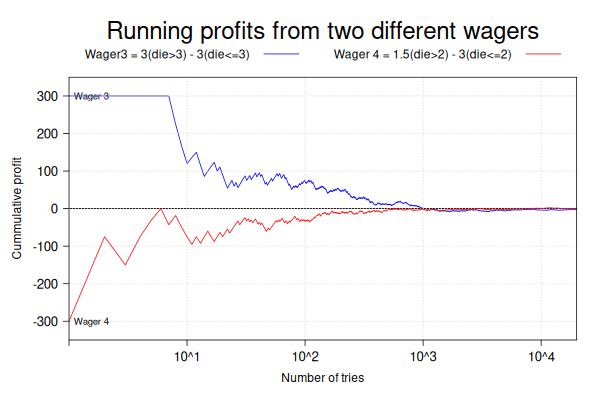 Running profits from two different wagers
Wager3 = 3(die>3) - 3(die<=3)
Wager 4 = 1.5(die>2) - 3(die<=2)
300
200
100
0
-100
-200
-300
Wager 3
Wager 4
Cummulative profit
10^1
10^2
10^3
10^4
Number of tries